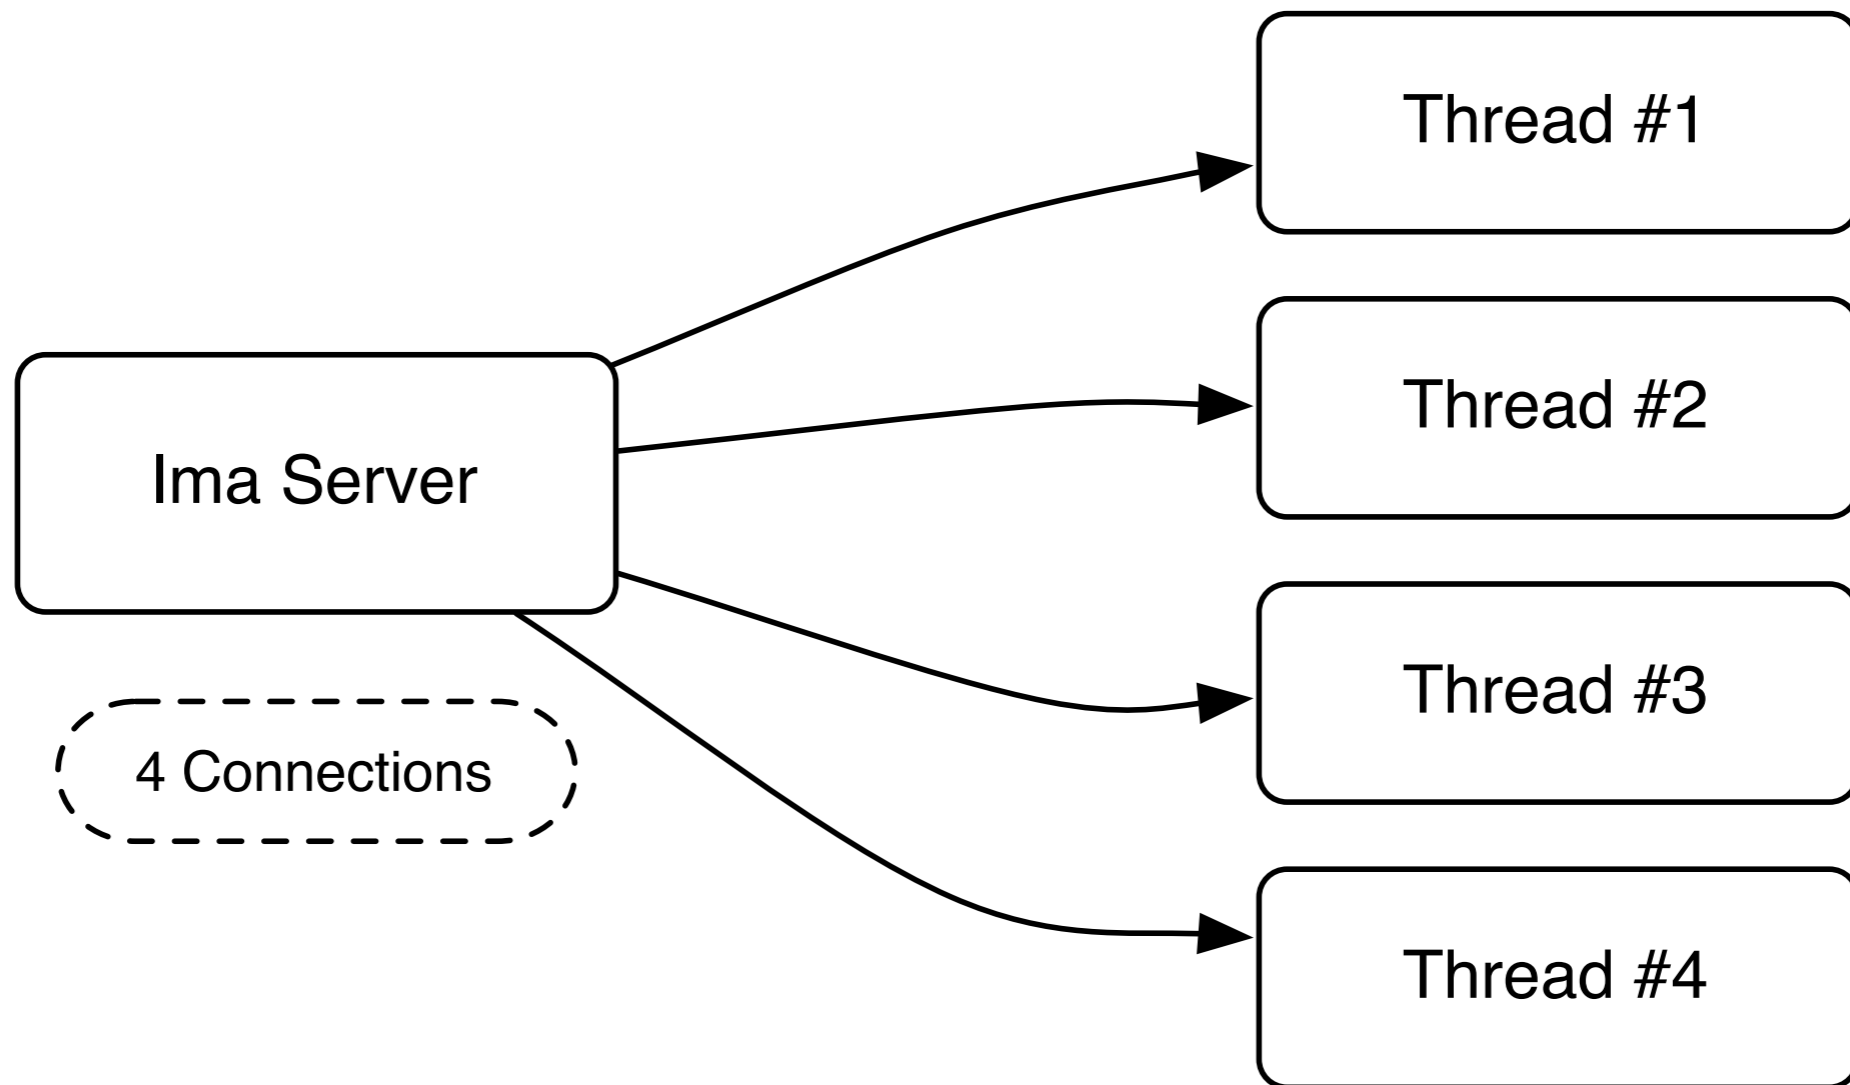 Thread #1
Thread #2
Ima Server
Thread #3
4 Connections
Thread #4